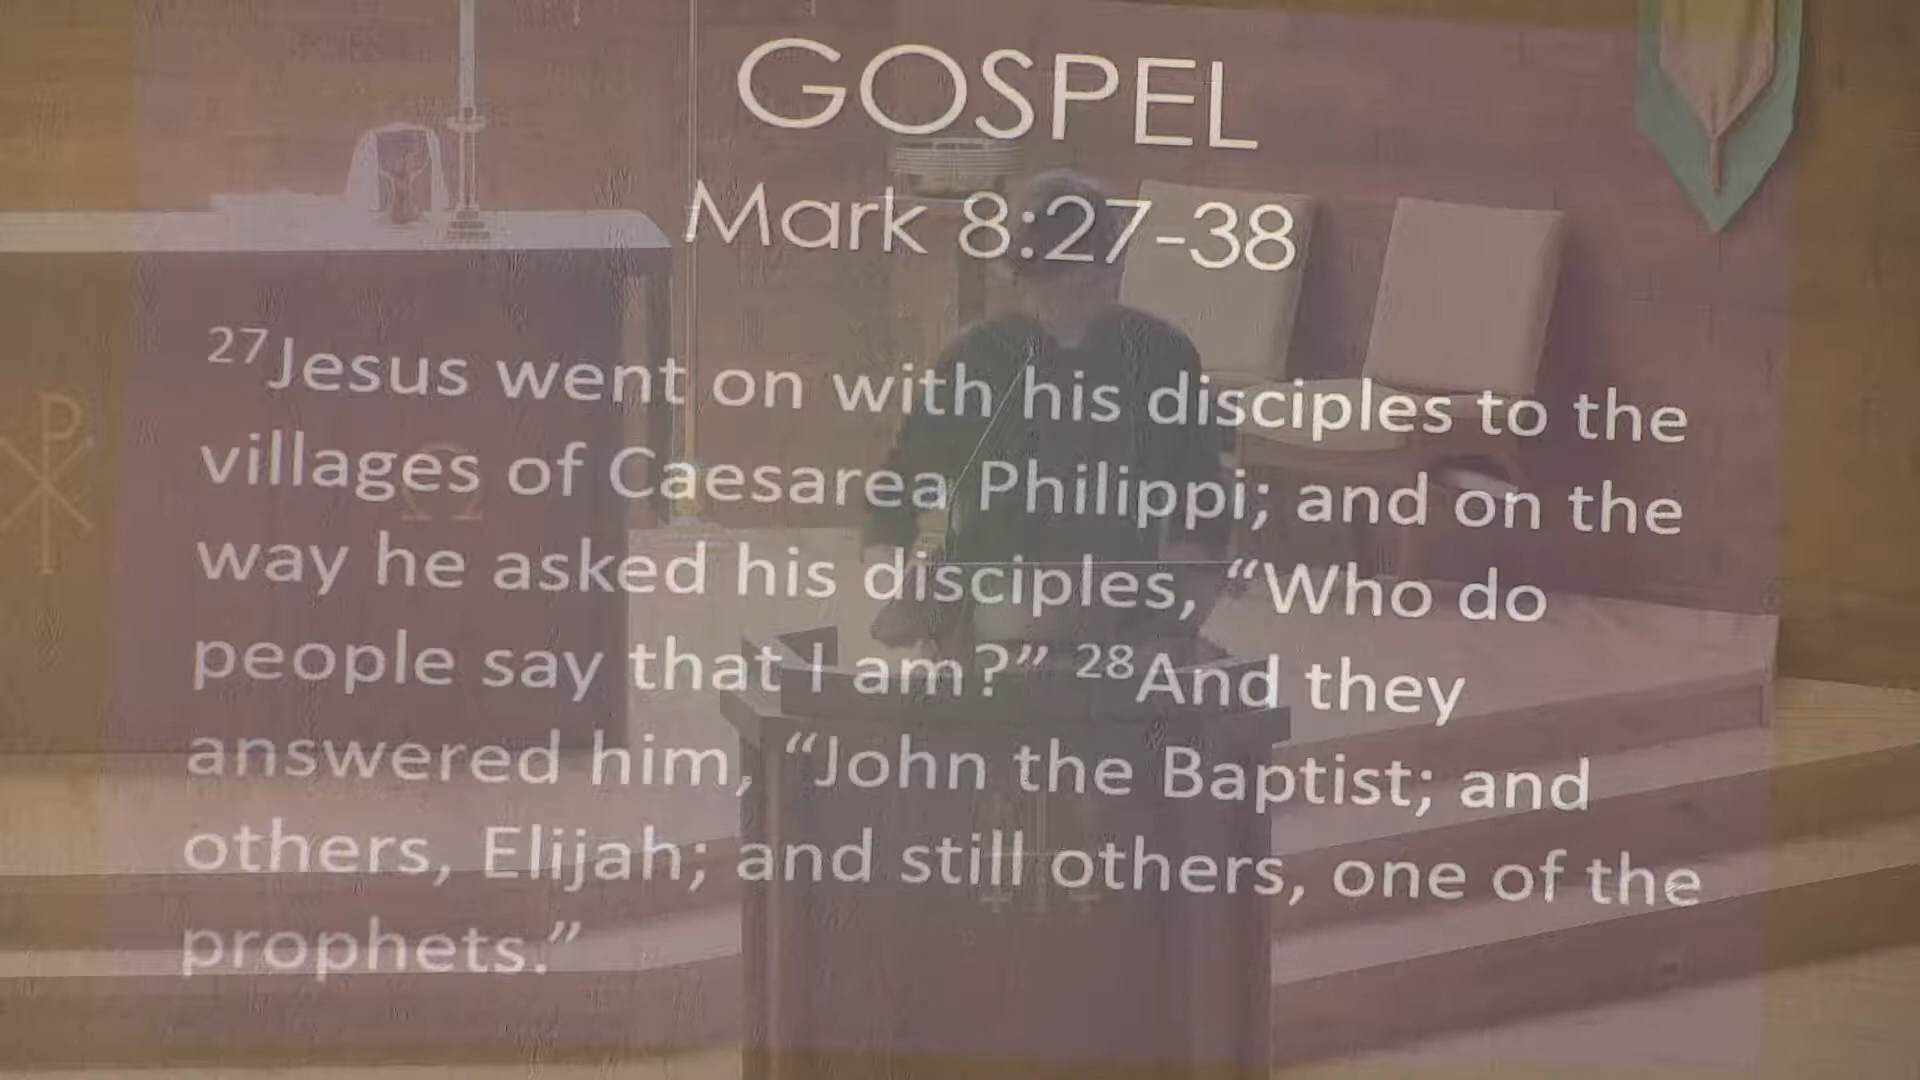 GOSPEL
Mark 8:27-38
27Jesus went on with his disciples to the
villages of Caesarea Philippi; and on the
way he asked his disciples, “Who do
people say that I am?” 28And they
answered him, “John the Baptist; and
others, Elijah; and still others, one of the
prophets.”
Ω